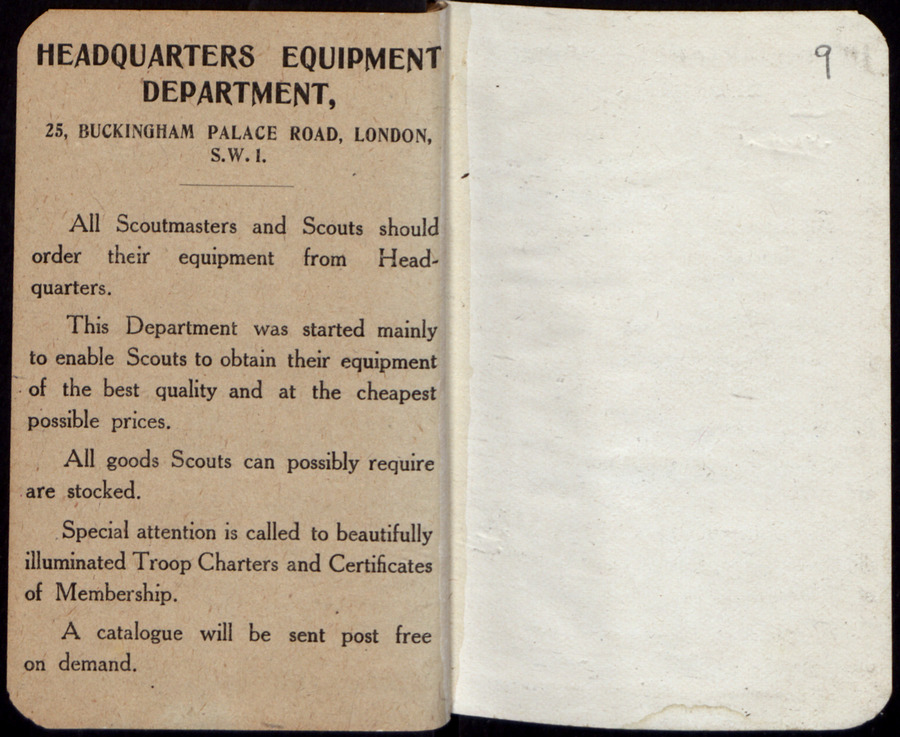 HEADQUARTERS EQUIPMENT
DEPARTMENT,
25, BUCKINGHAM PALACE ROAD, LONDON,
S.W. 1.
All Scoutmasters and Scouts should
order their equipment from Head-
quarters.
This Department was started mainly
to enable Scouts to obtain their equipment
of the best quality and at the cheapest
possible prices.
All goods Scouts can possibly require
are stocked.
Special attention is called to beautifully
illuminated Troop Charters and Certificates
of Membership.
A catalogue will be sent post free
on demand.
9